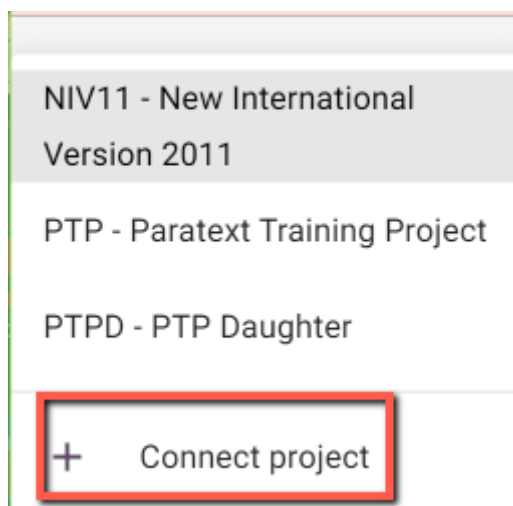 NIV11 - New International
Version 2011
PTP - Paratext Training Project
PTPD - PTP Daughter
+ Connect project